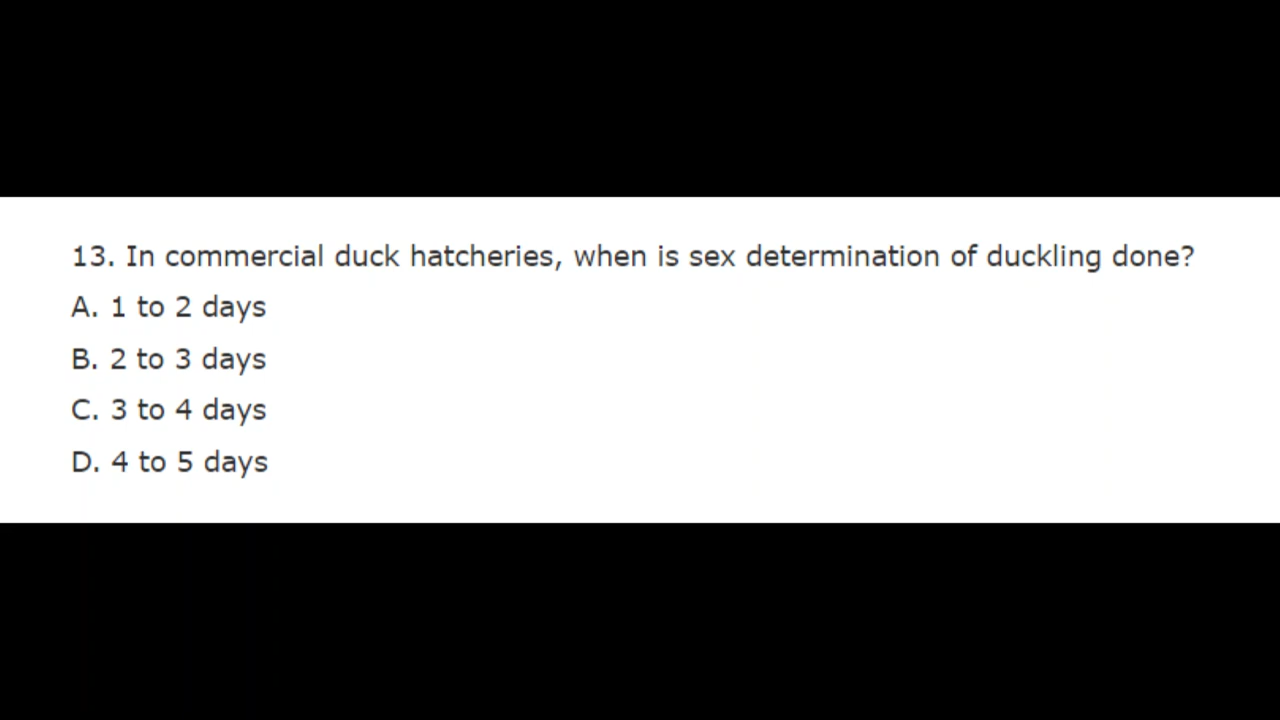 13. In commercial duck hatcheries, when is sex determination of duckling done?
A. 1 to 2 days
B. 2 to 3 days
C. 3 to 4 days
D. 4 to 5 days